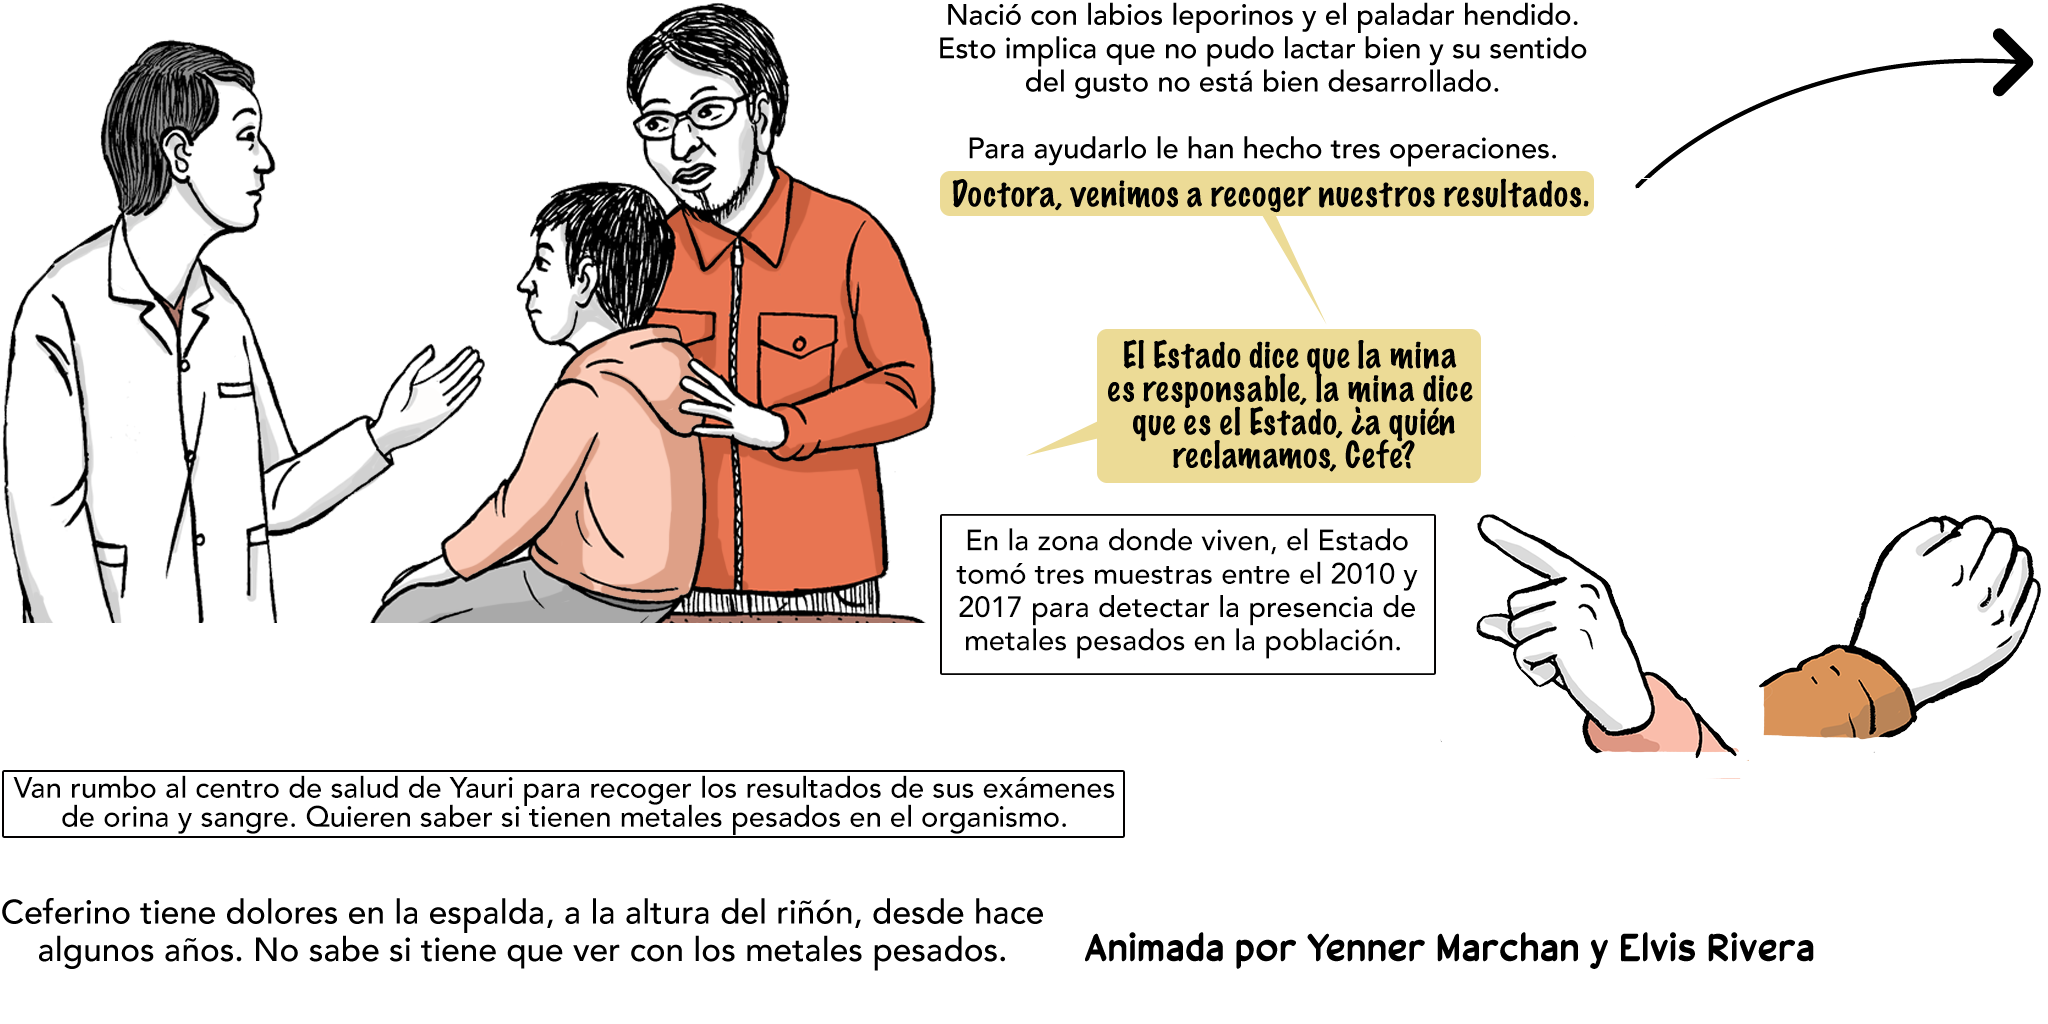 Nació con labios leporinos y el paladar hendido.
Esto implica que no pudo lactar bien y su sentido
del gusto no está bien desarrollado.
Para ayudarlo le han hecho tres operaciones.
Doctora, venimos a recoger nuestros resultados.
El Estado dice que la mina
es responsable, la mina dice
que es el Estado, ¿a quién
reclamamos, Cefe?
En la zona donde viven, el Estado
tomó tres muestras entre el 2010 y
2017 para detectar la presencia de
metales pesados en la población.
Van rumbo al centro de salud de Yauri para recoger los resultados de sus exámenes
de orina y sangre. Quieren saber si tienen metales pesados en el organismo.
Ceferino tiene dolores en la espalda, a la altura del riñón, desde hace
algunos años. No sabe si tiene que ver con los metales pesados.
Animada por Yenner Marchan y Elvis Rivera